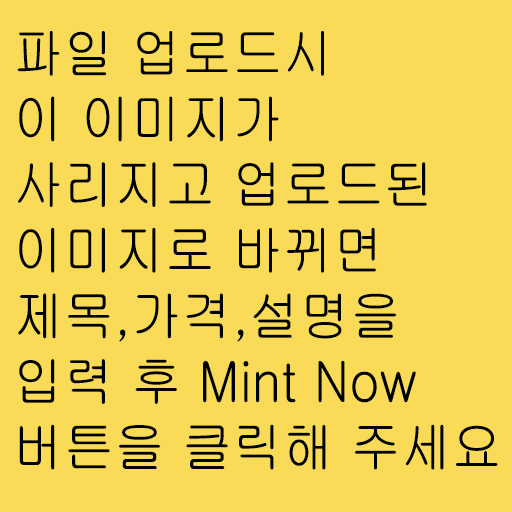 파일 업로드시
이 이미지가
사리지고 업로드된
이미지로 바뀌면
제목,가격,설명을
입력 후 Mint Now
버튼을 클릭해 주세요